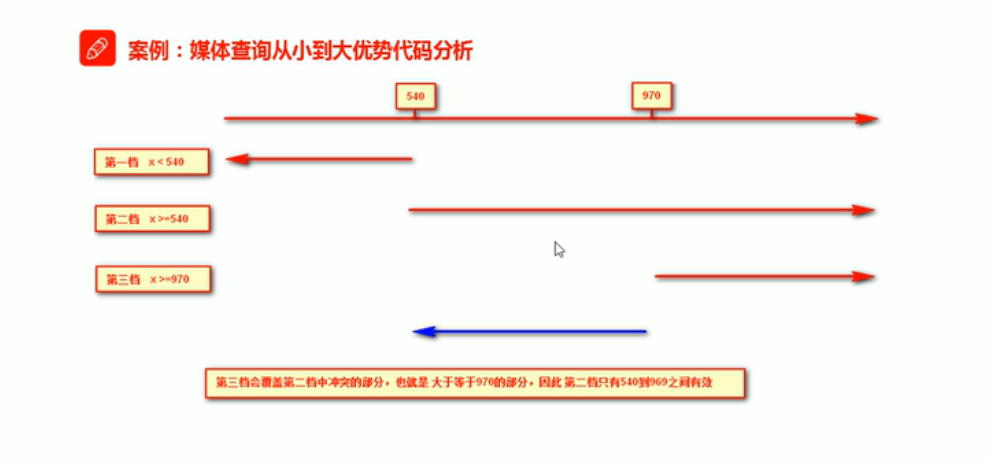 案例：媒体查询从小到大优势代码分析
540
970
第一档 x < 540
第二档 x >=540
第三档 x >=970
第三档会覆盖第二档中冲突的部分，也就是 大于等于970的部分，因此 第二档只有540到969之间有效